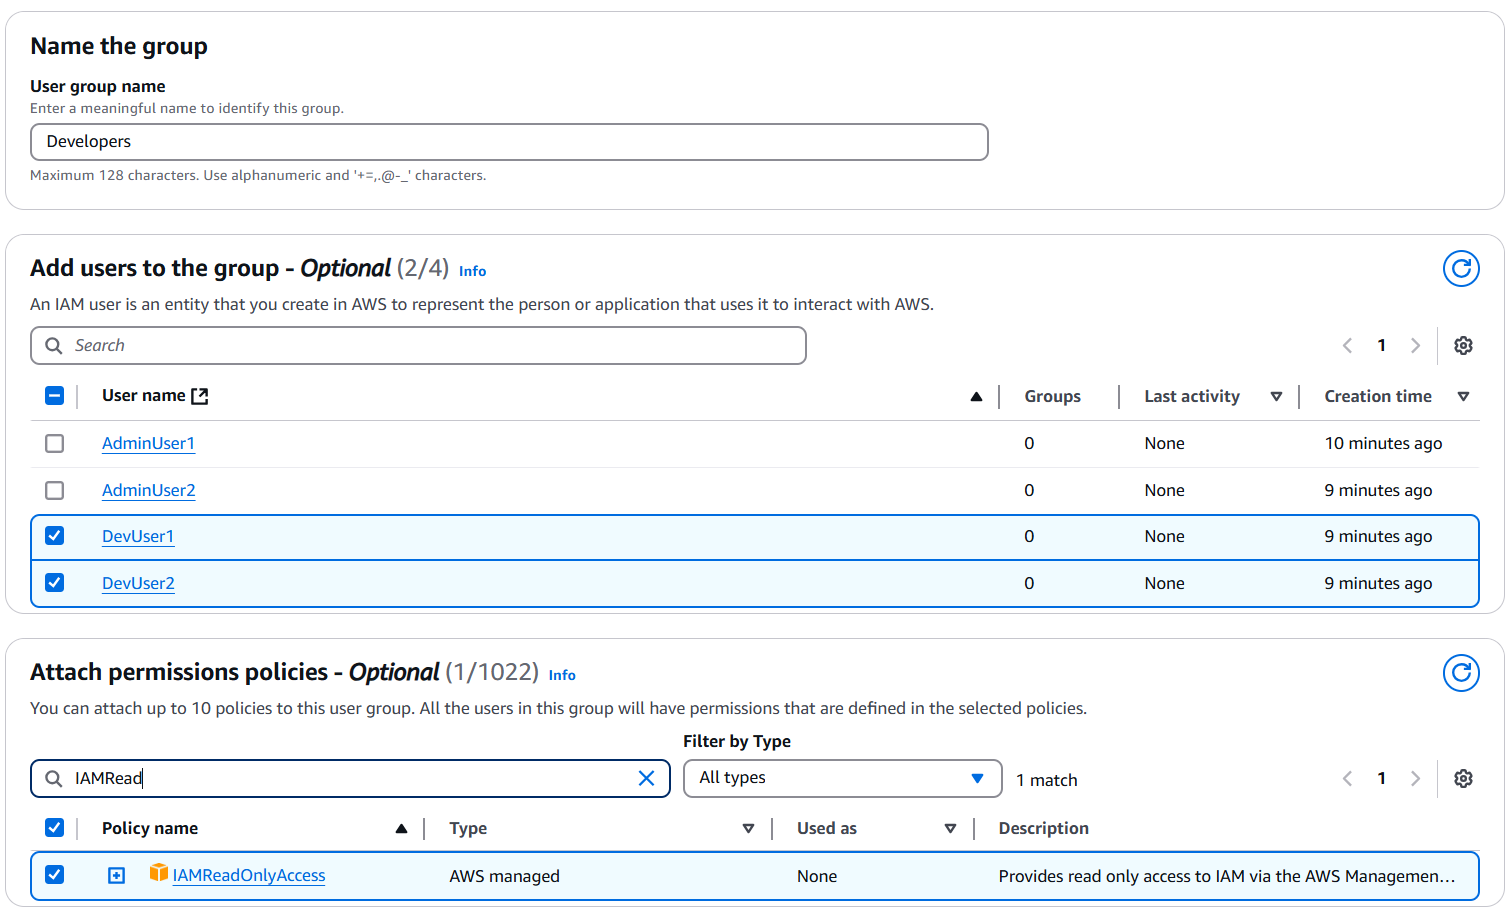 Name the group
User group name
Enter a meaningful name to identify this group.
Developers
Maximum 128 characters. Use alphanumeric and '+=,.@-_' characters.
Add users to the group - Optional (2/4) Info
An IAM user is an entity that you create in AWS to represent the person or application that uses it to interact with AWS.
Search
1
User name Groups Last activity Creation time
AdminUser1 0 None 10 minutes ago
AdminUser2 0 None 9 minutes ago
DevUser1 0 None 9 minutes ago
DevUser2 0 None 9 minutes ago
Attach permissions policies - Optional (1/1022) Info
You can attach up to 10 policies to this user group. All the users in this group will have permissions that are defined in the selected policies.
Filter by Type
IAMRead All types 1 match 1
Policy name Type Used as Description
IAMReadOnlyAccess AWS managed None Provides read only access to IAM via the AWS Managemen…